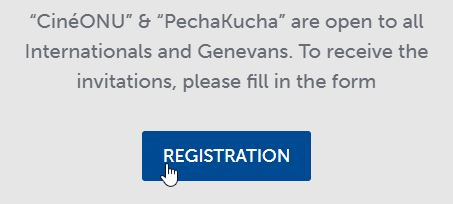 “CinéONU” & “PechaKucha” are open to all
Internationals and Genevans. To receive the
invitations, please fill in the form
REGISTRATION